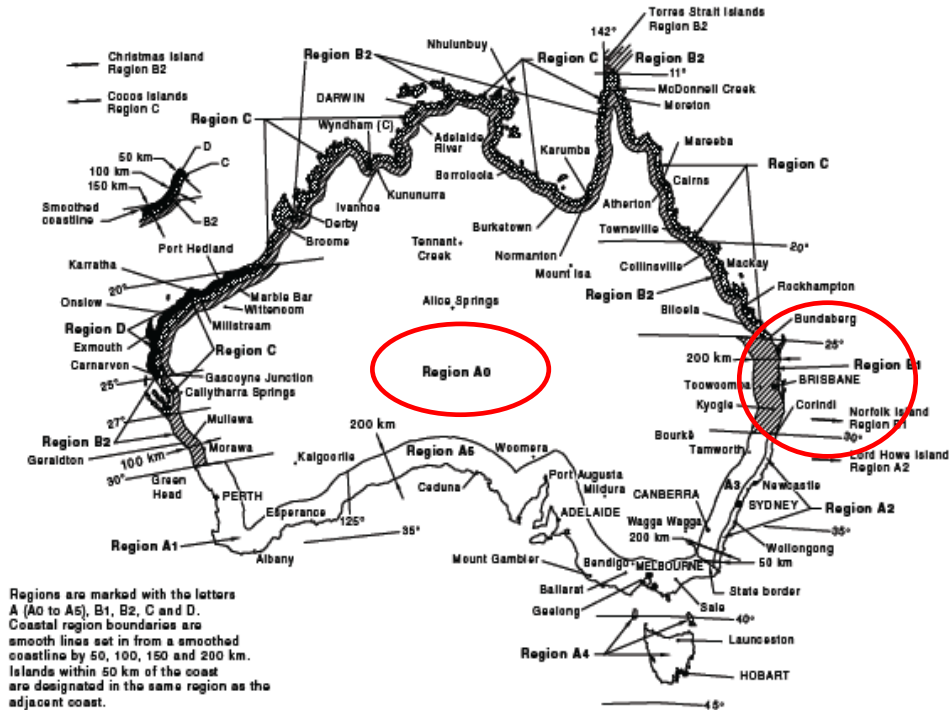 Torres Strait Islands
Region B2
142°
Nhulunbuy
Region B2
Region C
Region B2
Christmas Island
Region B2
11°
McDonnell Creek
Cocos Islands
Region C
DARWIN
Moreton
Wyndham (C)
Region C
Adelaide
River
Mareeba
D
50 km
C
Karumba
100 km
Borroloola
Region C
150 km
Kununurra
Cairns
Smoothed
coastline
Ivanhoe
Atherton
B2
Derby
Burketown
Townsville
Port Hedland
Broome
Tennant
Creek
Normanton
20°
Collinsville
Mackay
Karratha
Mount Isa
20°
Marble Bar
Region B2
Rockhampton
Onslow
Wittenoom
Alice Springs
Millstream
Biloela
Region D
Bundaberg
Exmouth
25°
Region C
200 km
Region B1
Carnarvon
Region A0
25°
Gascoyne Junction
Toowoomba
BRISBANE
Callytharra Springs
Kyogle
Corindi
27°
Mullewa
Norfolk Island
Region B1
Region B2
200 km
Bourke
30°
Geraldton
Morawa
Woomera
Tamworth
Lord Howe Island
Region A2
100 km
Kalgoorlie
Region A5
30°
Green
Head
Port Augusta
A3
Newcastle
Ceduna
Mildura
PERTH
CANBERRA
SYDNEY
Region A2
Esperance
125°
ADELAIDE
Wagga Wagga
35°
35°
200 km
Region A1
Wollongong
Albany
Mount Gambier
Bendigo
MELBOURNE
50 km
Ballarat
State border
Geelong
Sale
40°
Launceston
Region A4
HOBART
45°
Regions are marked with the letters
A (A0 to A5), B1, B2, C and D.
Coastal region boundaries are
smooth lines set in from a smoothed
coastline by 50, 100, 150 and 200 km.
Islands within 50 km of the coast
are designated in the same region as the
adjacent coast.